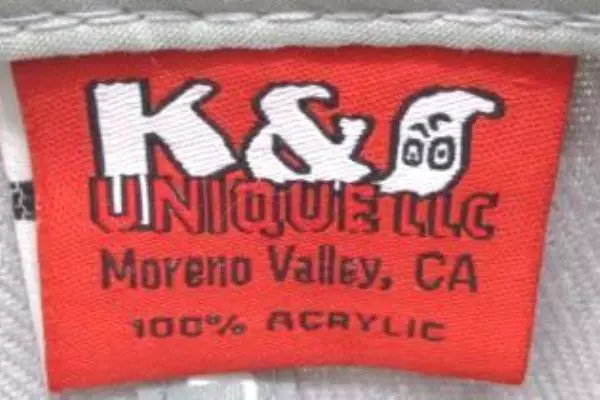 K&S
UNIQUE LLC
Moreno Valley, CA
100% ACRYLIC